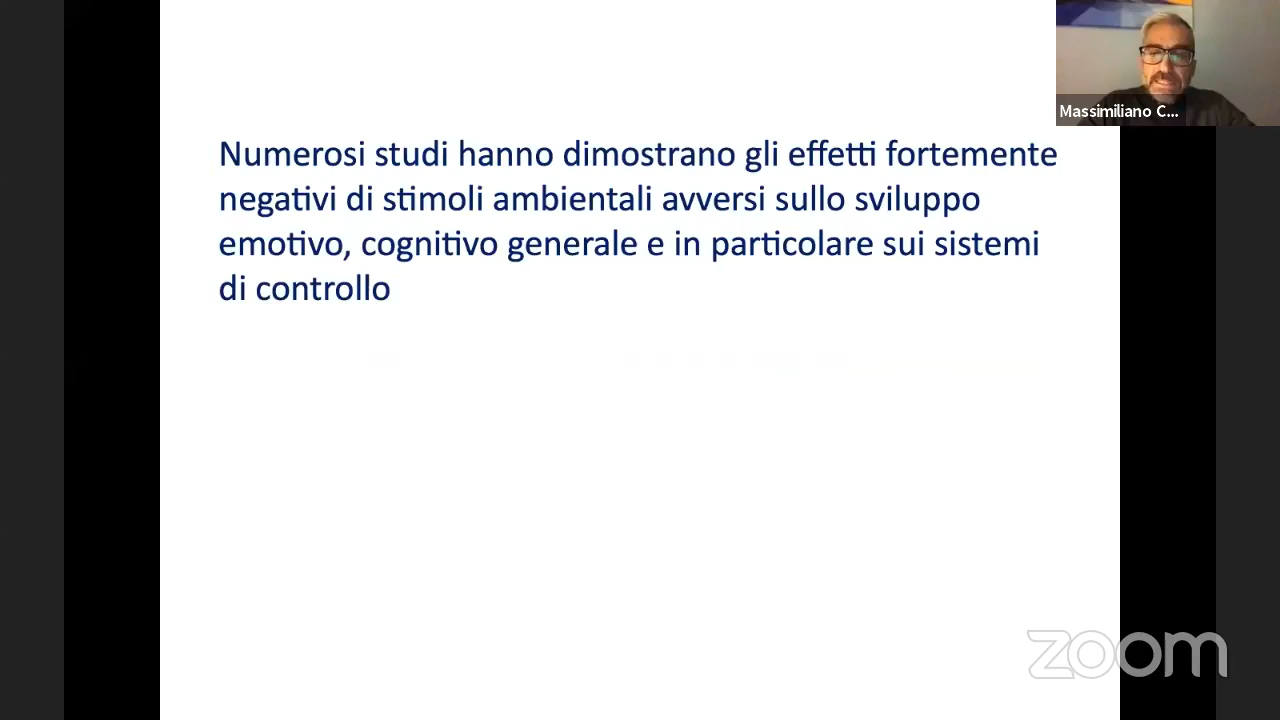 Numerosi studi hanno dimostrano gli effetti fortemente
negativi di stimoli ambientali avversi sullo sviluppo
emotivo, cognitivo generale e in particolare sui sistemi
di controllo
Massimiliano C...
zoom